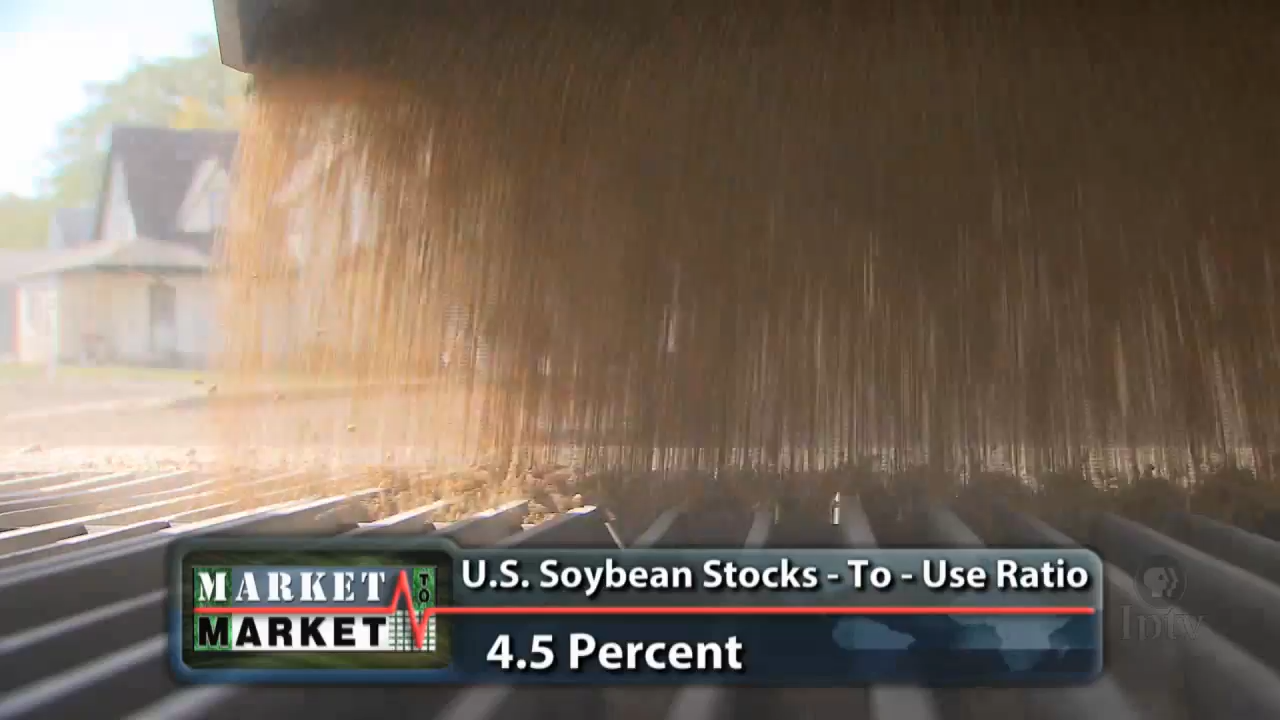 MARKET TO MARKET
U.S. Soybean Stocks - To - Use Ratio
4.5 Percent
Iptv